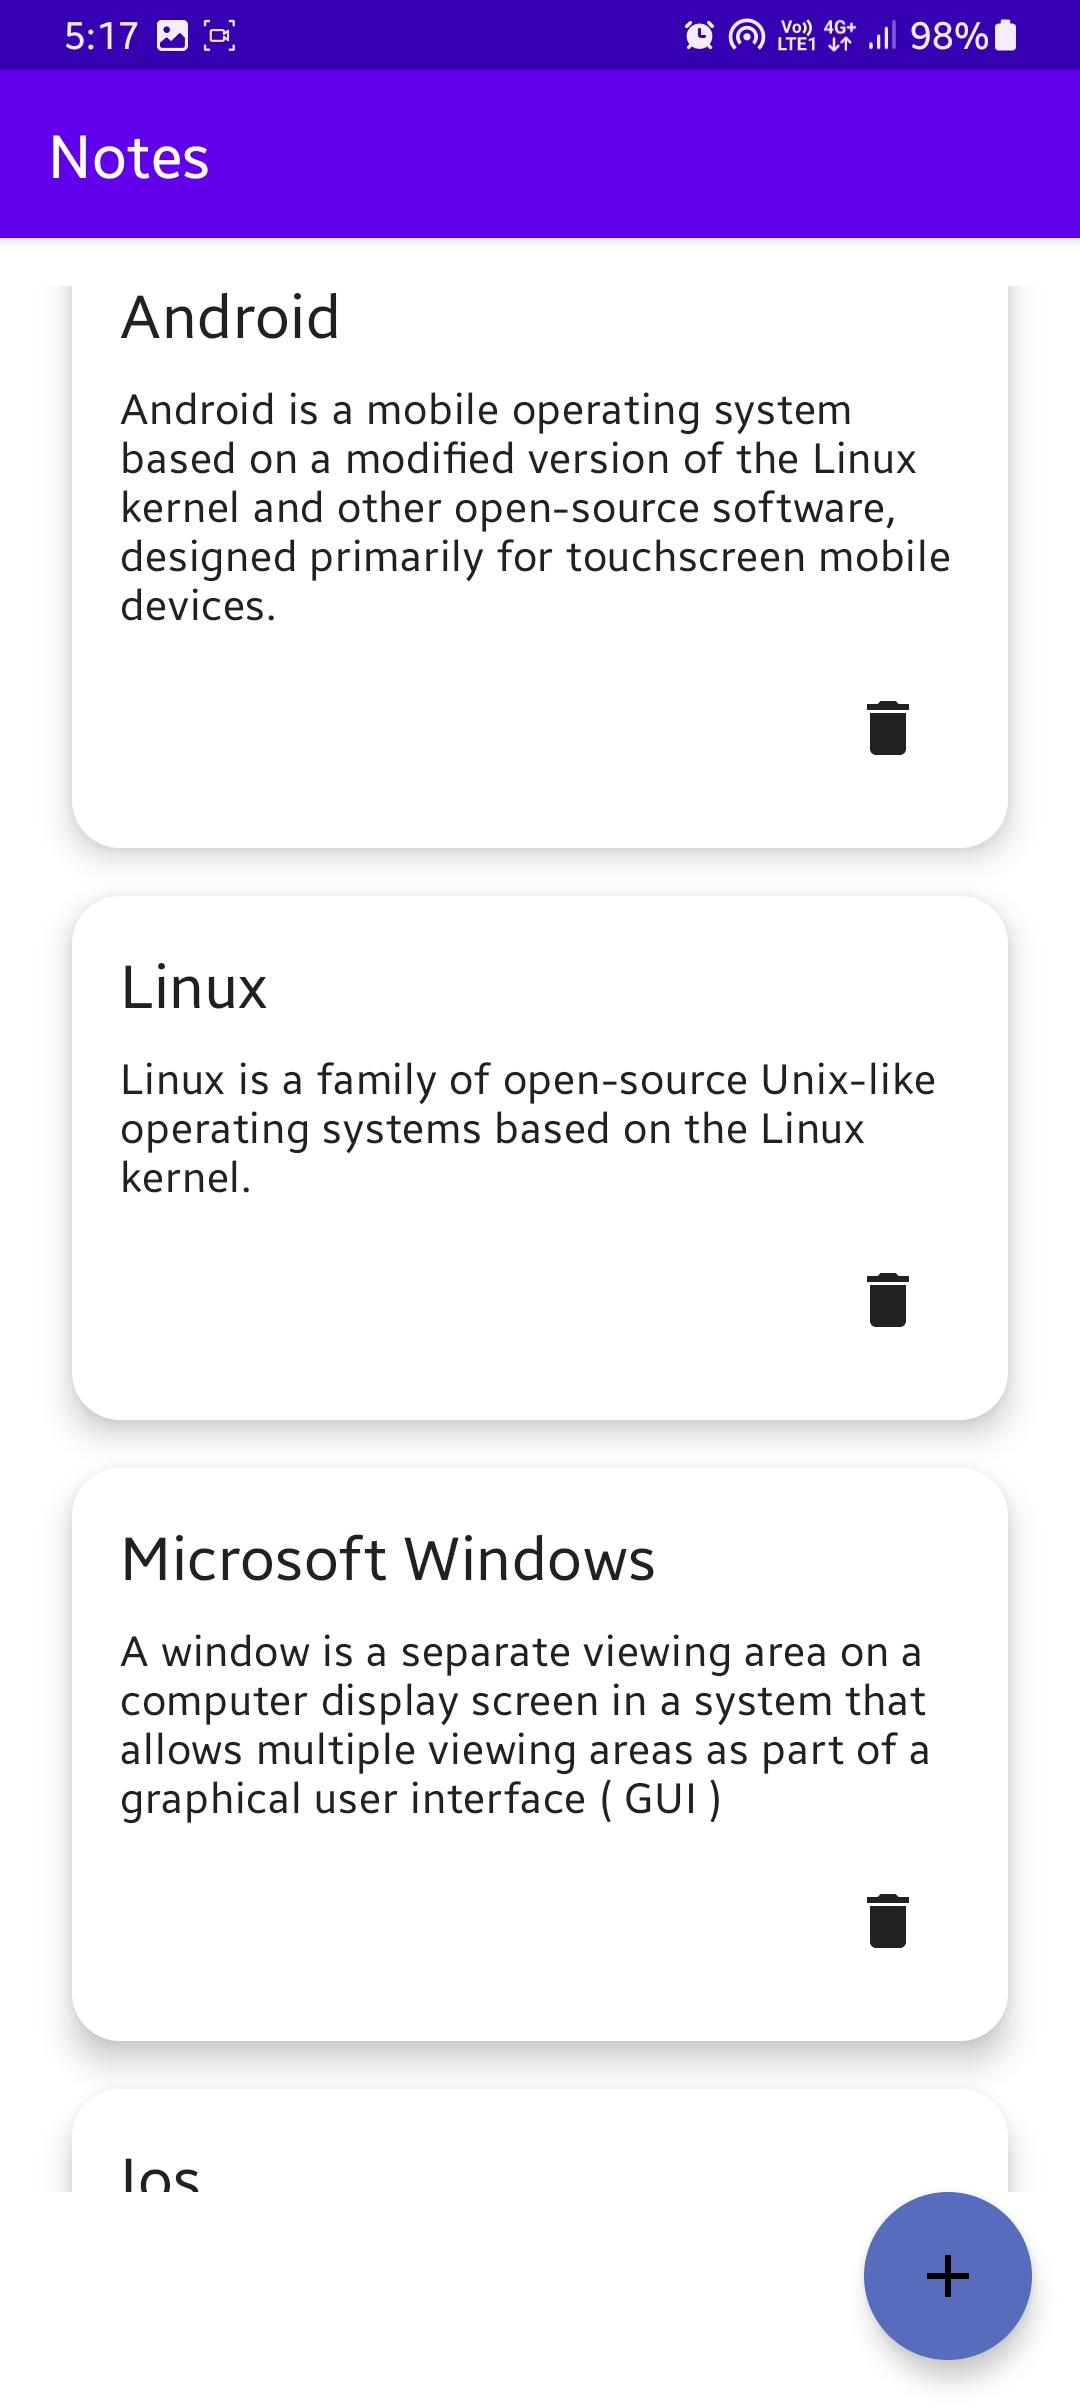 5:17
Vo)) LTE1 4G+ 98%
Notes
Android
Android is a mobile operating system
based on a modified version of the Linux
kernel and other open-source software,
designed primarily for touchscreen mobile
devices.
Linux
Linux is a family of open-source Unix-like
operating systems based on the Linux
kernel.
Microsoft Windows
A window is a separate viewing area on a
computer display screen in a system that
allows multiple viewing areas as part of a
graphical user interface ( GUI )
Ios